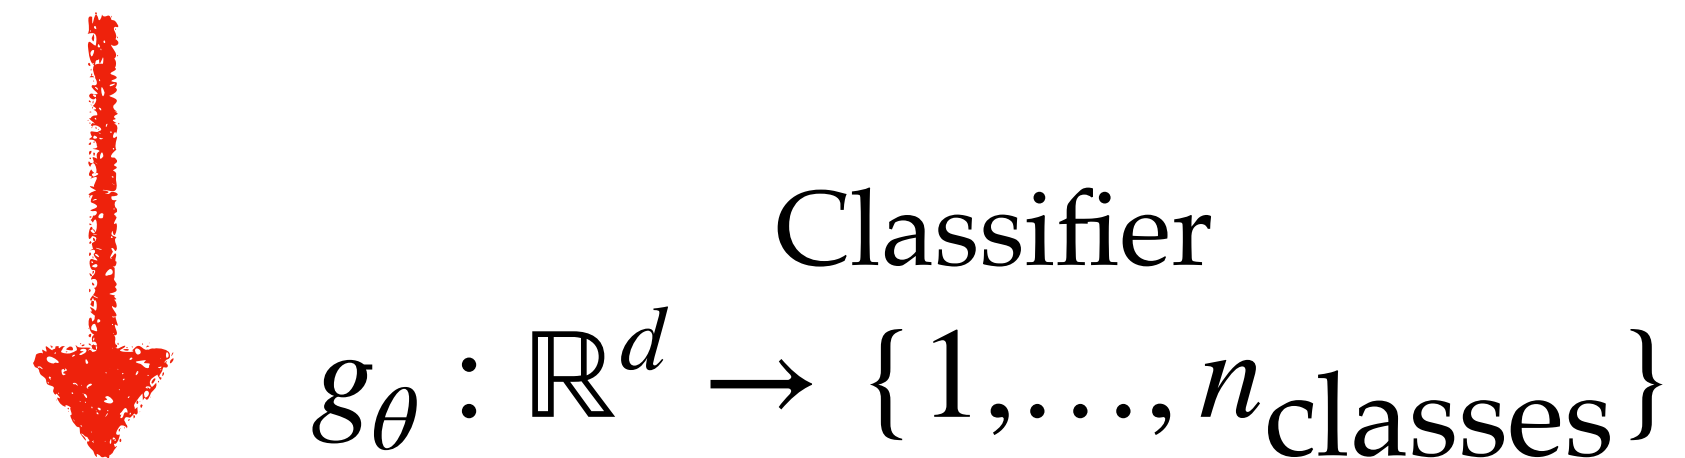 Classifier
g_θ : ℝ^d → {1,…, n_classes}